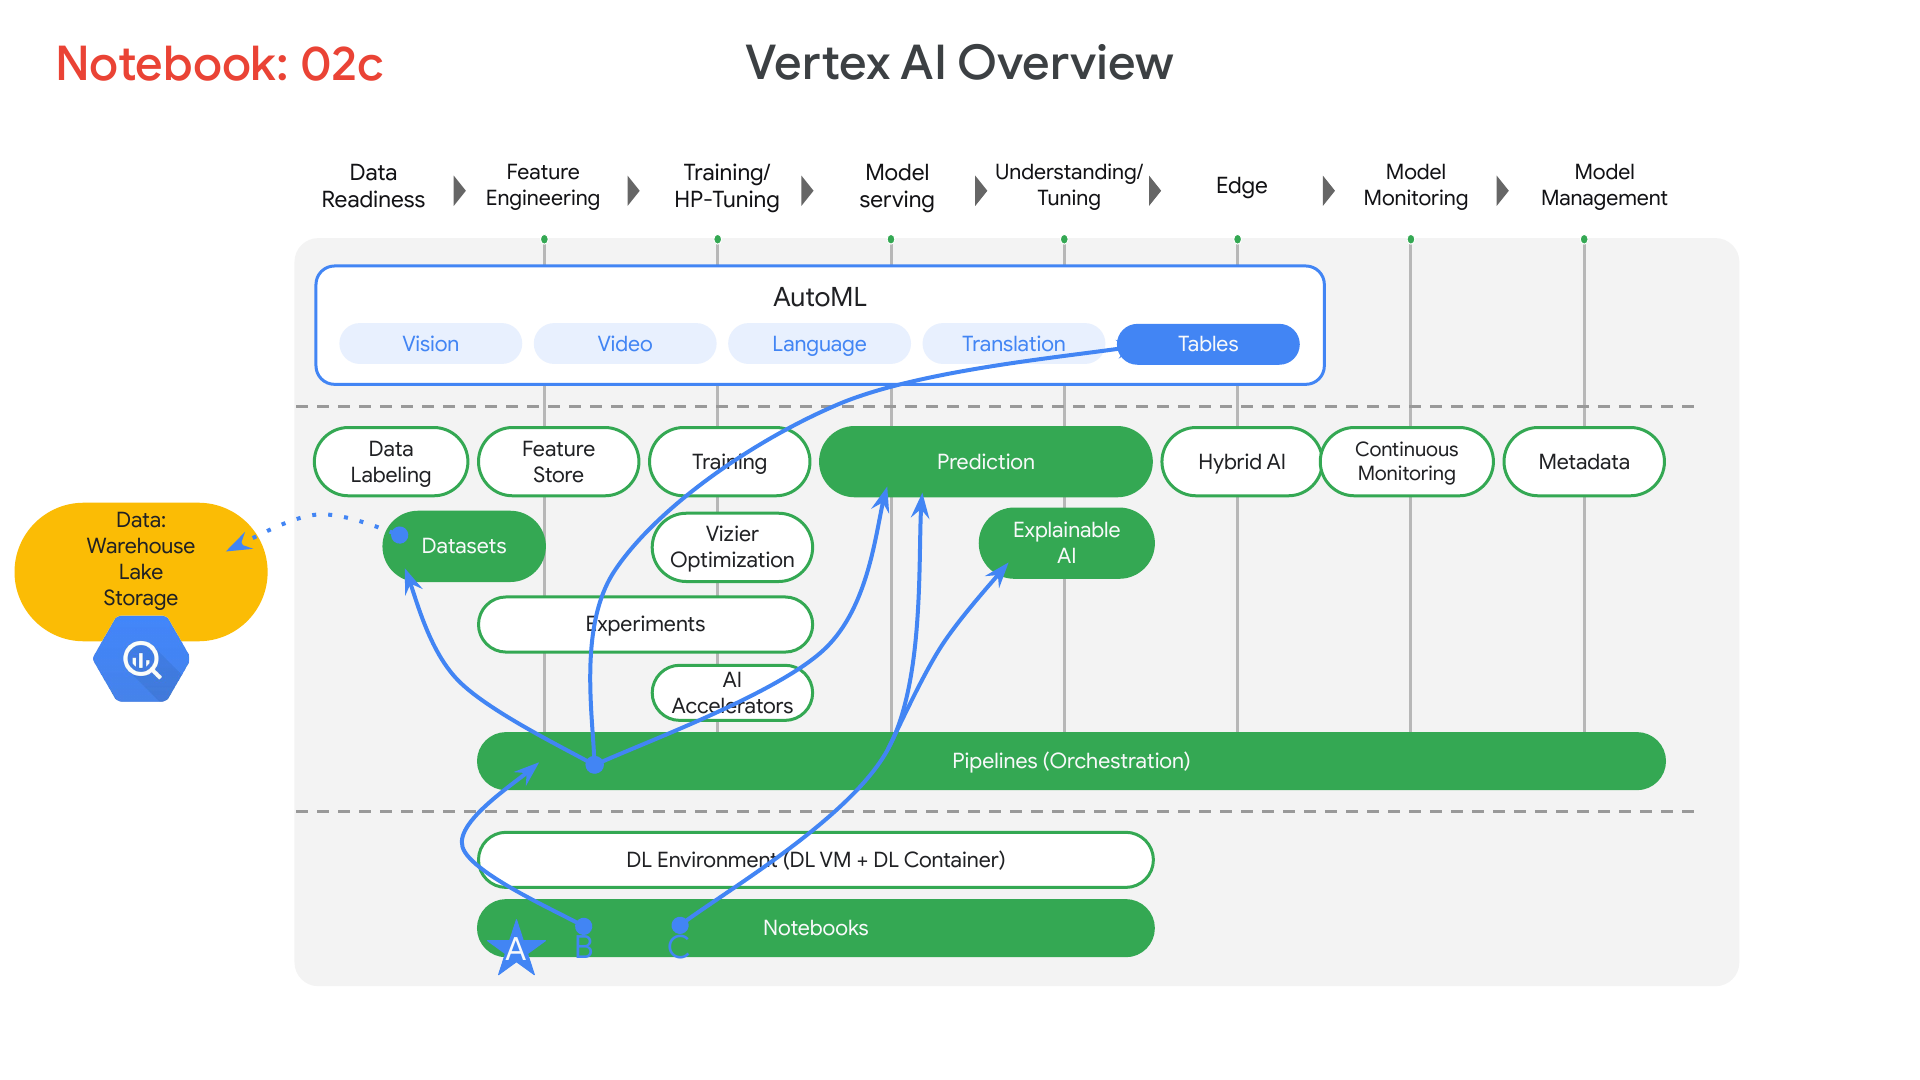 Notebook: 02c
Vertex AI Overview
Data
Readiness
Feature
Engineering
Training/
HP-Tuning
Model
serving
Understanding/
Tuning
Edge
Model
Monitoring
Model
Management
AutoML
Vision
Video
Language
Translation
Tables
Data
Labeling
Feature
Store
Training
Prediction
Hybrid AI
Continuous
Monitoring
Metadata
Data:
Warehouse
Lake
Storage
Datasets
Vizier
Optimization
Explainable
AI
Experiments
AI
Accelerators
Pipelines (Orchestration)
DL Environment (DL VM + DL Container)
Notebooks
A
B
C